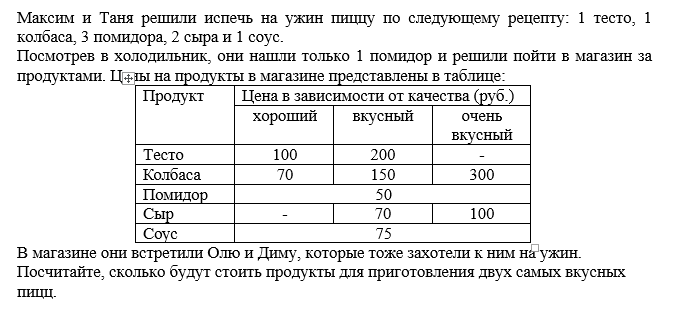 Максим и Таня решили испечь на ужин пиццу по следующему рецепту: 1 тесто, 1
колбаса, 3 помидора, 2 сыра и 1 соус.
Посмотрев в холодильник, они нашли только 1 помидор и решили пойти в магазин за
продуктами. Цены на продукты в магазине представлены в таблице:
Продукт Цена в зависимости от качества (руб.)
хороший вкусный очень
вкусный
Тесто 100 200 -
Колбаса 70 150 300
Помидор 50
Сыр - 70 100
Соус 75
В магазине они встретили Олю и Диму, которые тоже захотели к ним на ужин.
Посчитайте, сколько будут стоить продукты для приготовления двух самых вкусных
пицц.